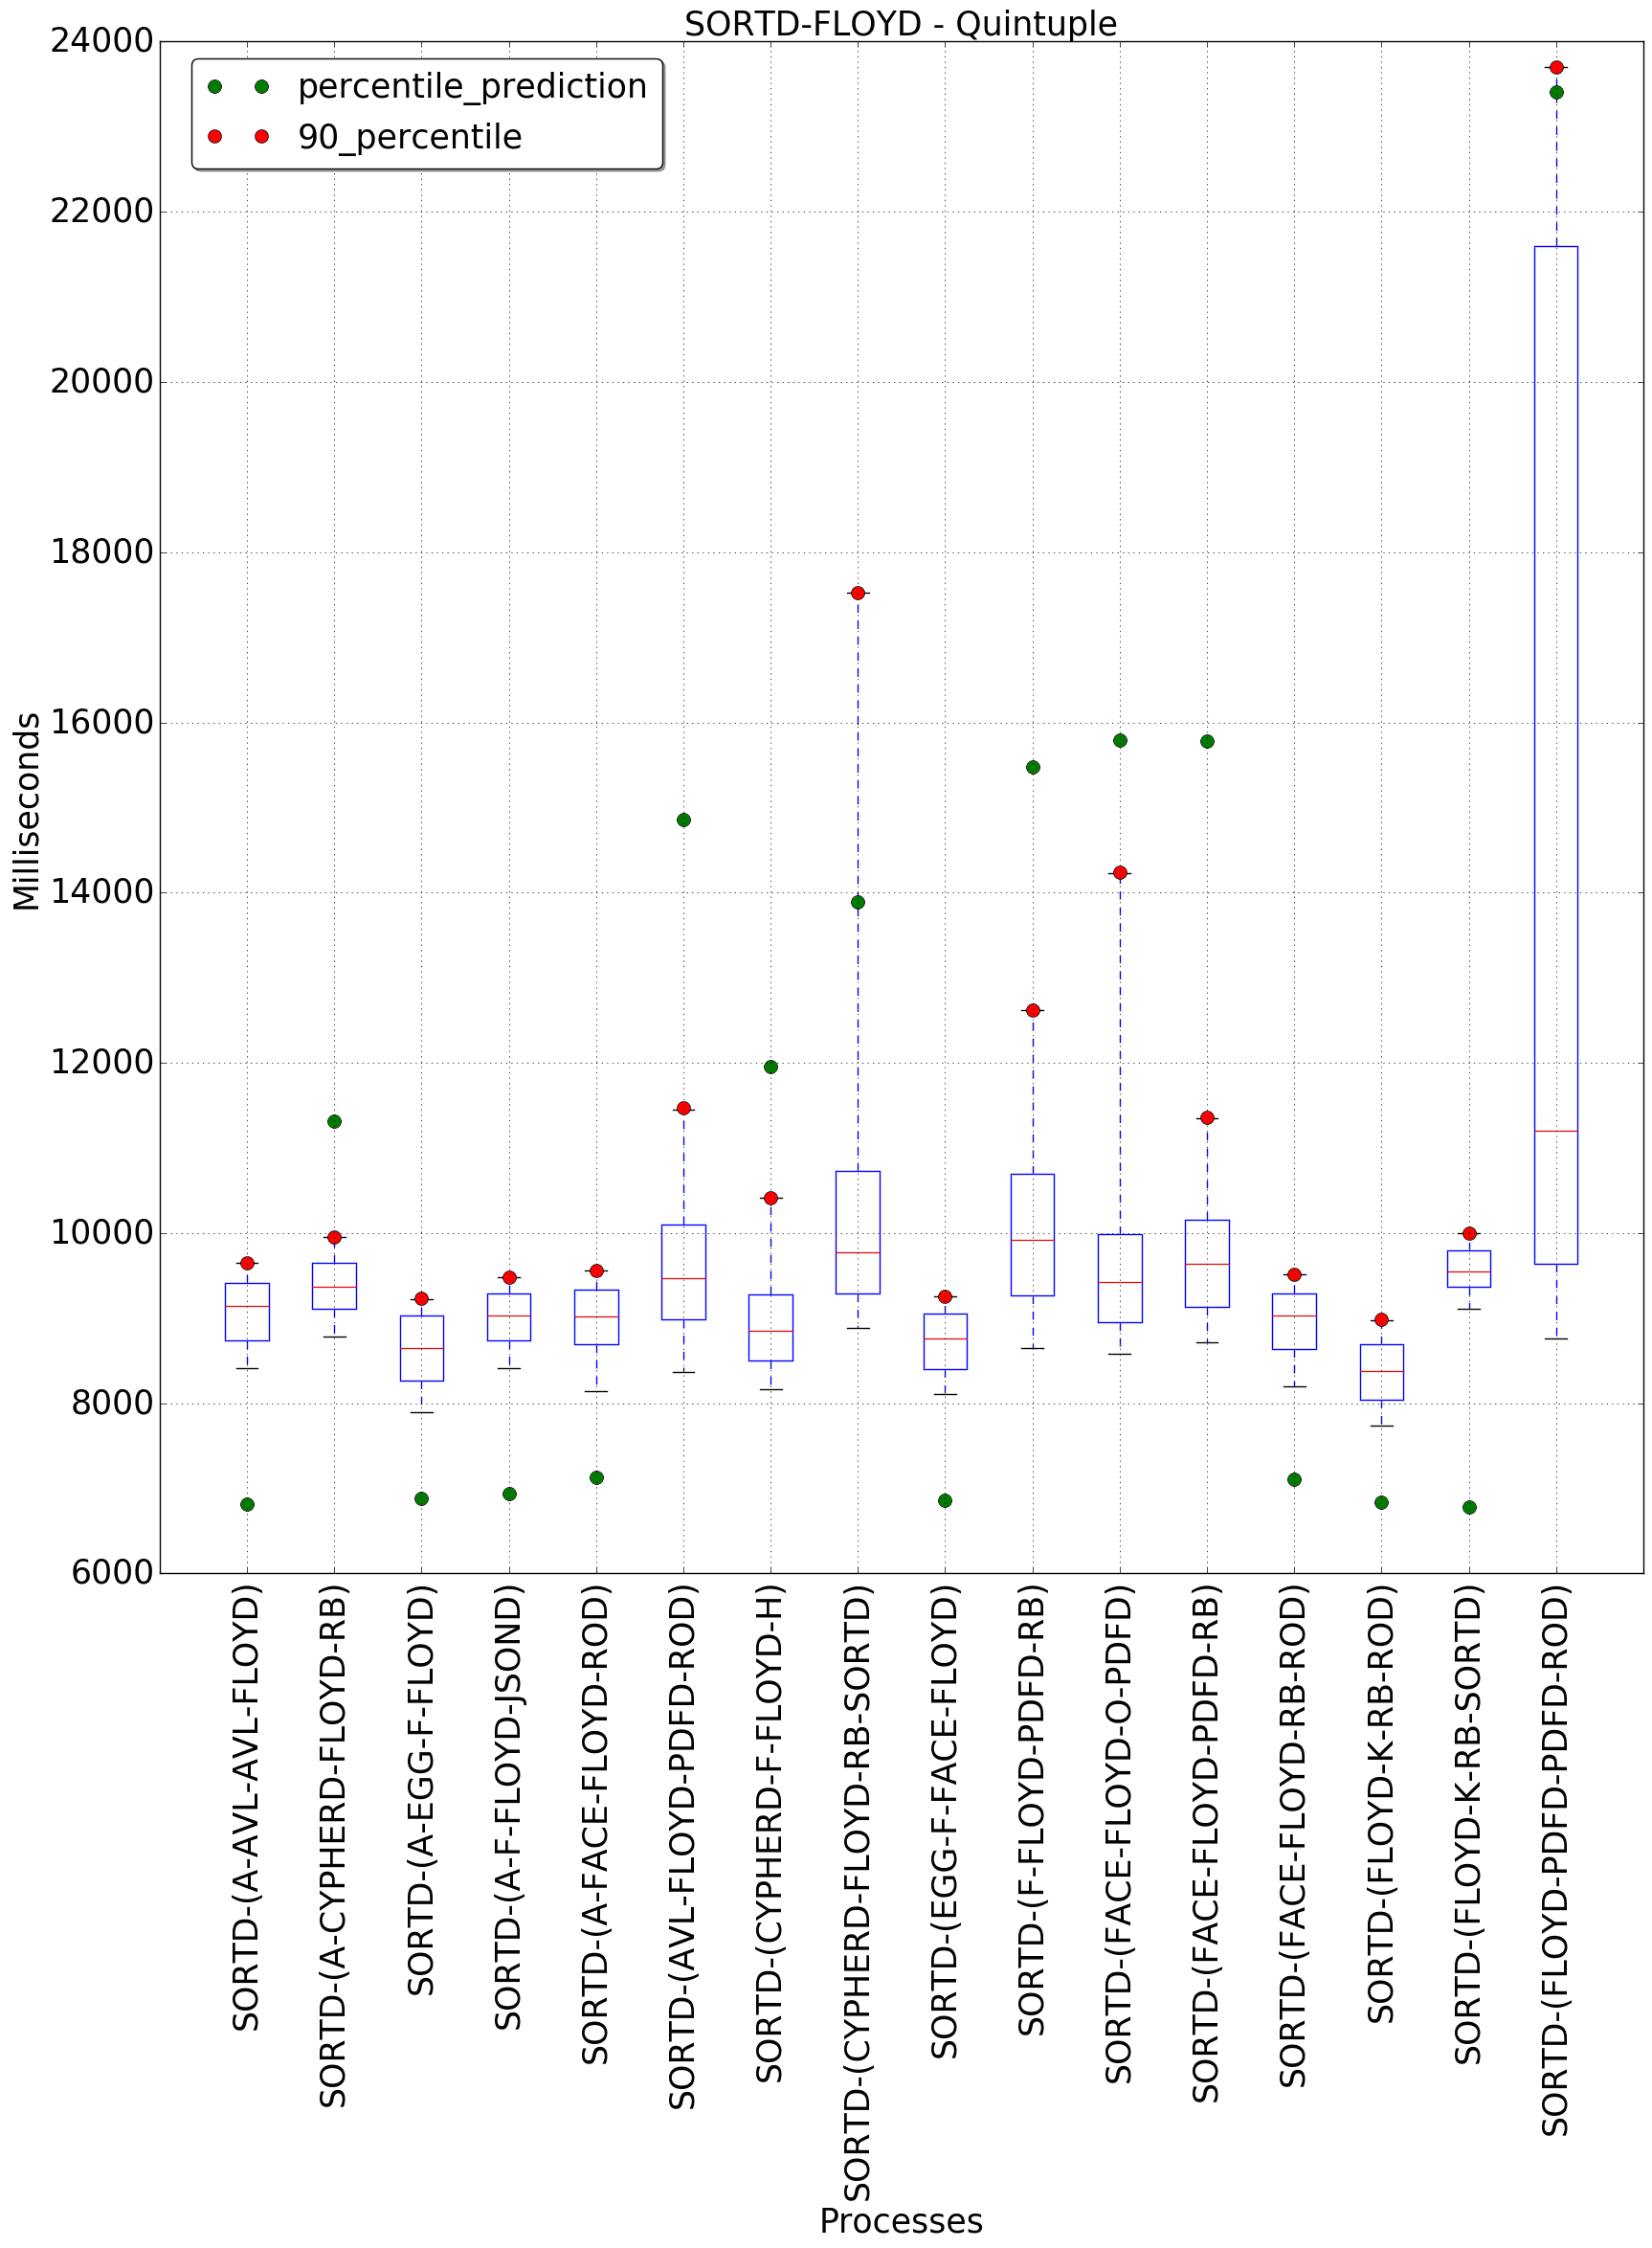 SORTD-FLOYD - Quintuple
percentile_prediction
90_percentile
24000
22000
20000
18000
16000
14000
12000
10000
8000
6000
Milliseconds
SORTD-(A-AVL-AVL-FLOYD)
SORTD-(A-CYPHERD-FLOYD-RB)
SORTD-(A-EGG-F-FLOYD)
SORTD-(A-F-FLOYD-JSOND)
SORTD-(A-FACE-FLOYD-ROD)
SORTD-(AVL-FLOYD-PDFD-ROD)
SORTD-(CYPHERD-F-FLOYD-H)
SORTD-(CYPHERD-FLOYD-RB-SORTD)
SORTD-(EGG-F-FACE-FLOYD)
SORTD-(F-FLOYD-PDFD-RB)
SORTD-(FACE-FLOYD-O-PDFD)
SORTD-(FACE-FLOYD-PDFD-RB)
SORTD-(FACE-FLOYD-RB-ROD)
SORTD-(FLOYD-K-RB-ROD)
SORTD-(FLOYD-K-RB-SORTD)
SORTD-(FLOYD-PDFD-PDFD-ROD)
Processes